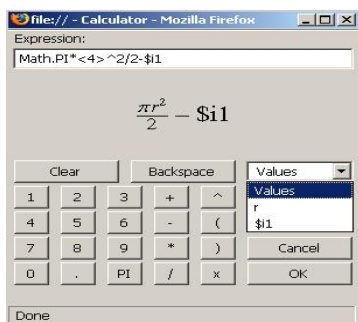 file:// - Calculator - Mozilla Firefox
Expression:
Math.PI*<4>^2/2-$i1
πr²/2 − $i1
Clear Backspace Values
1 2 3 + ^ Values
r
4 5 6 - ( $i1
7 8 9 * ) Cancel
0 . PI / x OK
Done